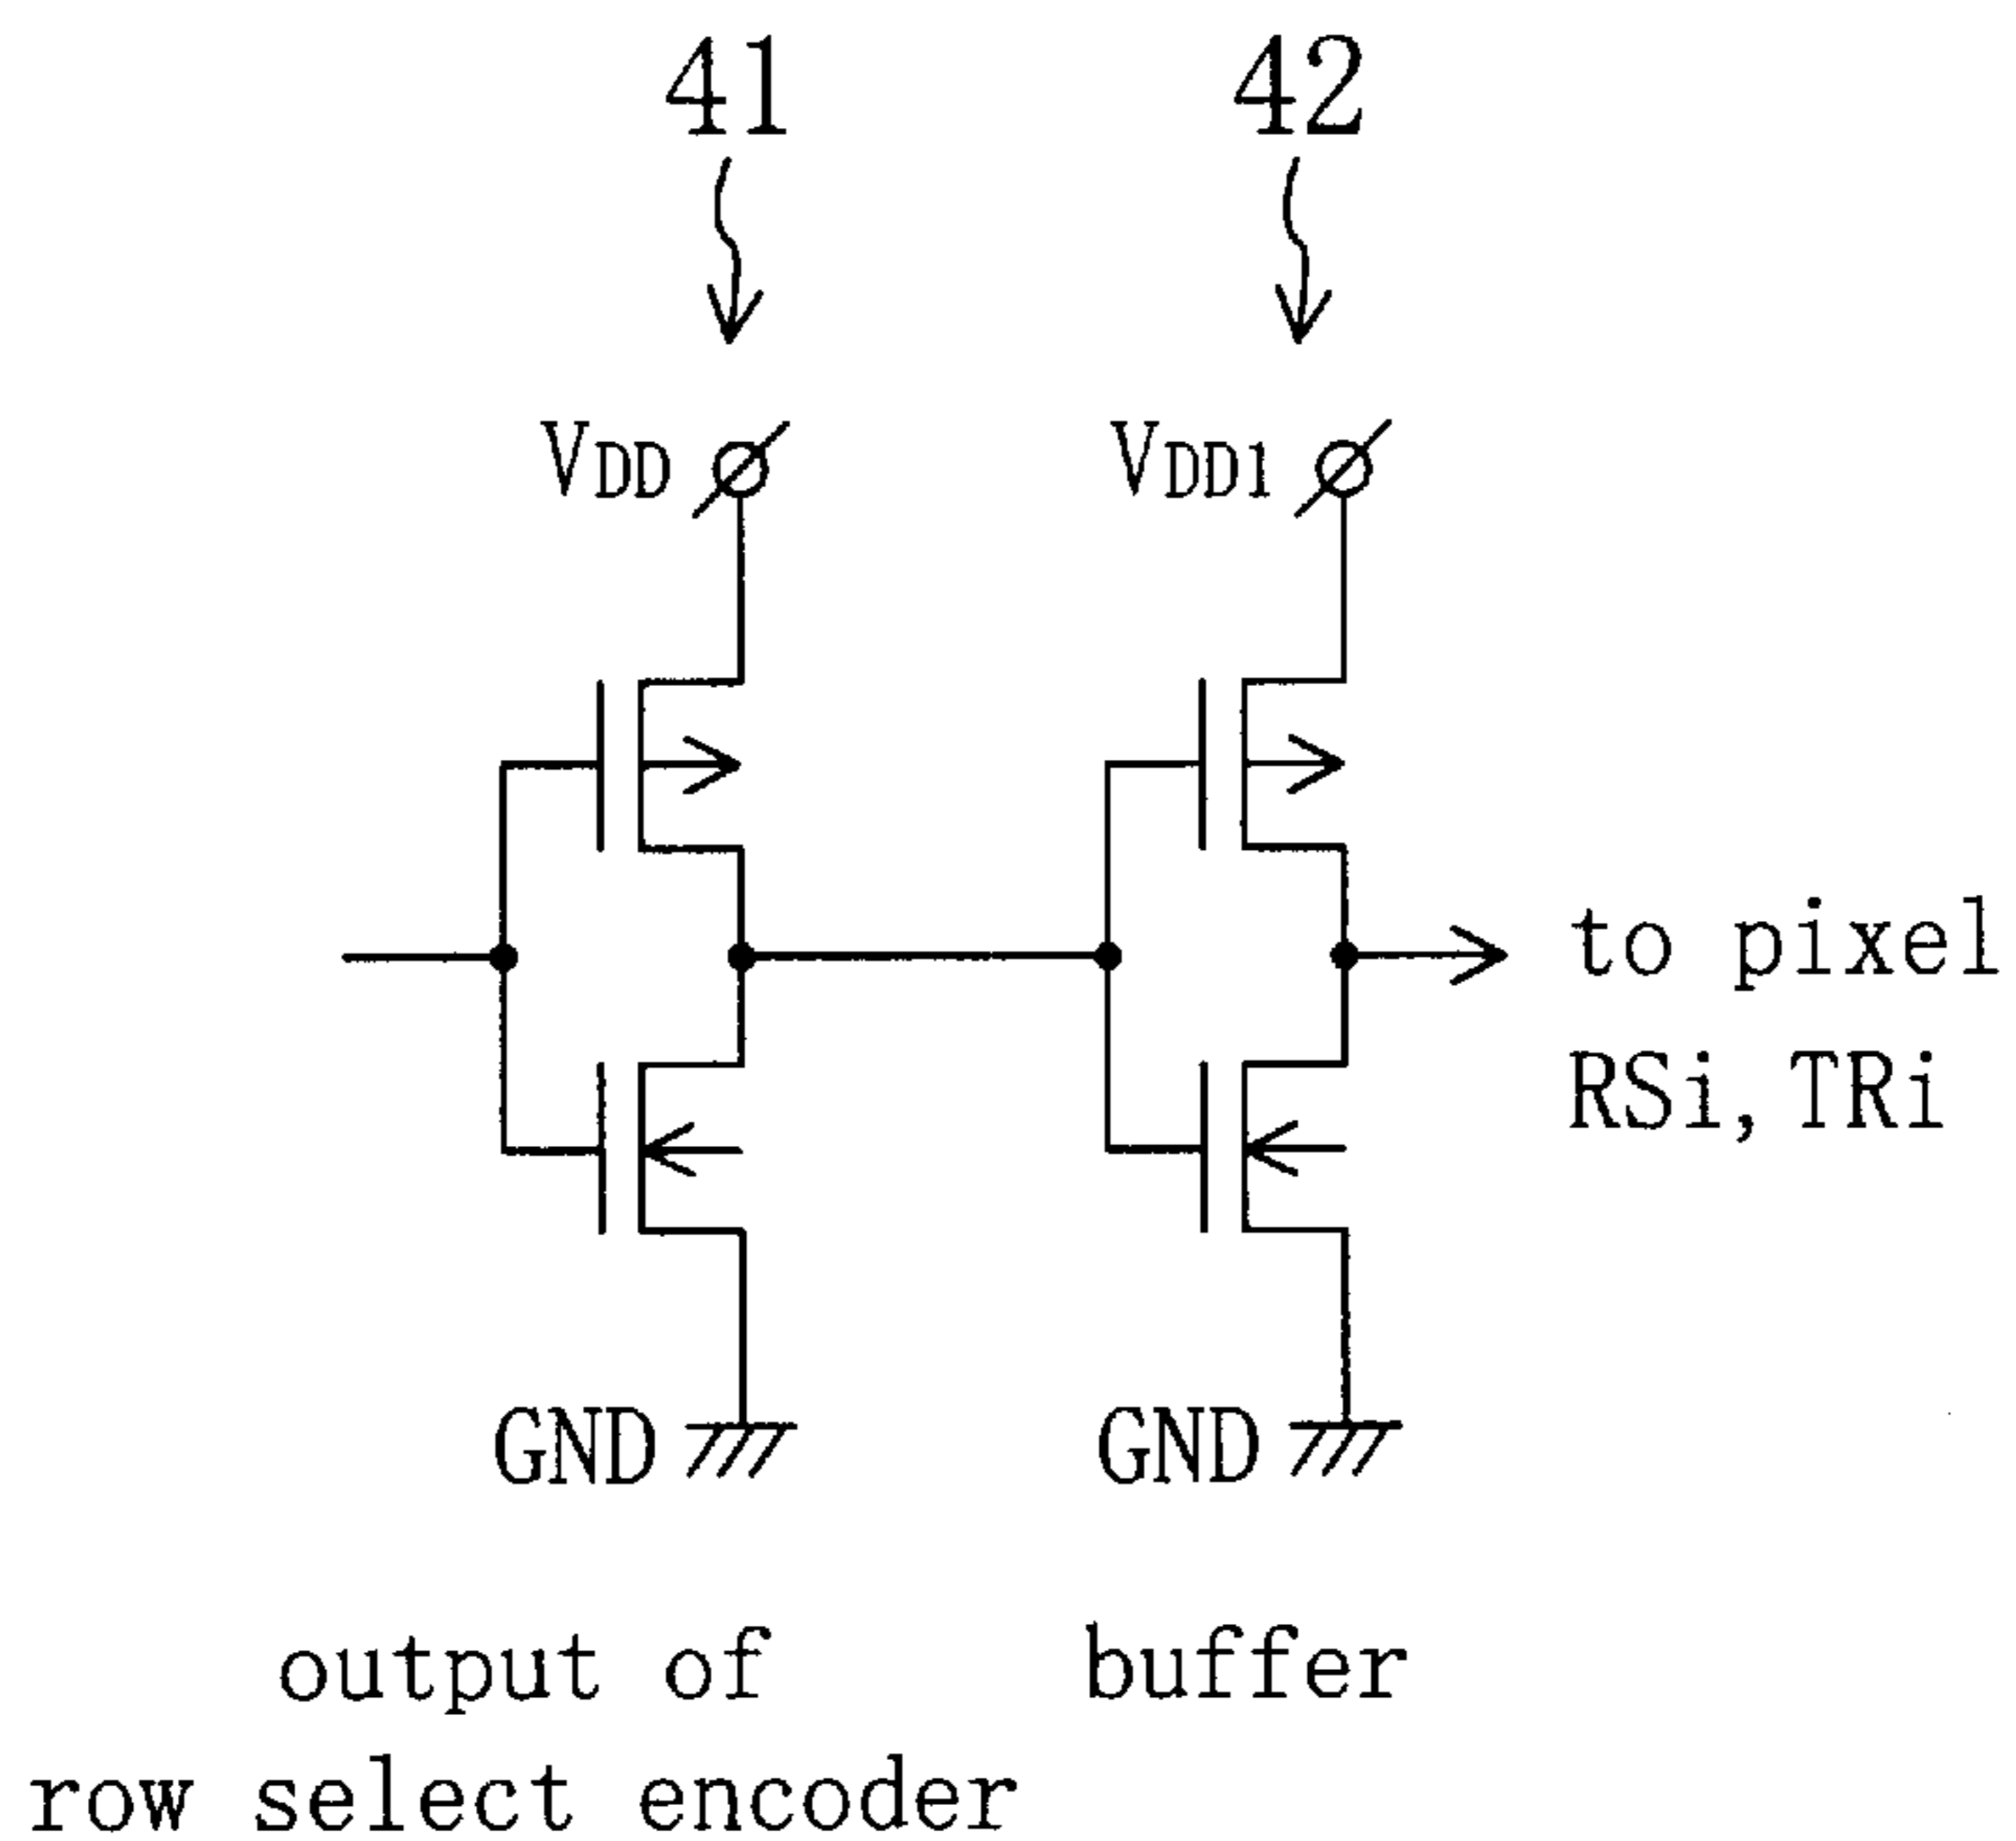 41 42
VDD VDD1
to pixel
RSi, TRi
GND GND
output of buffer
row select encoder